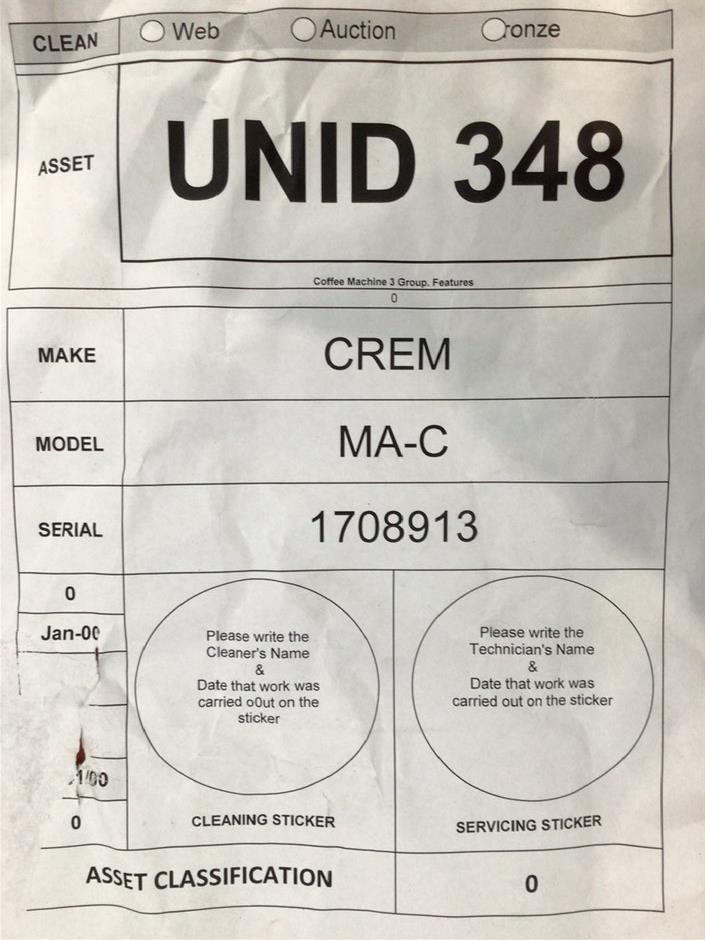 CLEAN
Web Auction ronze
ASSET
UNID 348
Coffee Machine 3 Group. Features
0
MAKE
CREM
MODEL
MA-C
SERIAL
1708913
0
Jan-00
1/00
0
Please write the
Cleaner's Name
&
Date that work was
carried o0ut on the
sticker
CLEANING STICKER
Please write the
Technician's Name
&
Date that work was
carried out on the sticker
SERVICING STICKER
ASSET CLASSIFICATION
0